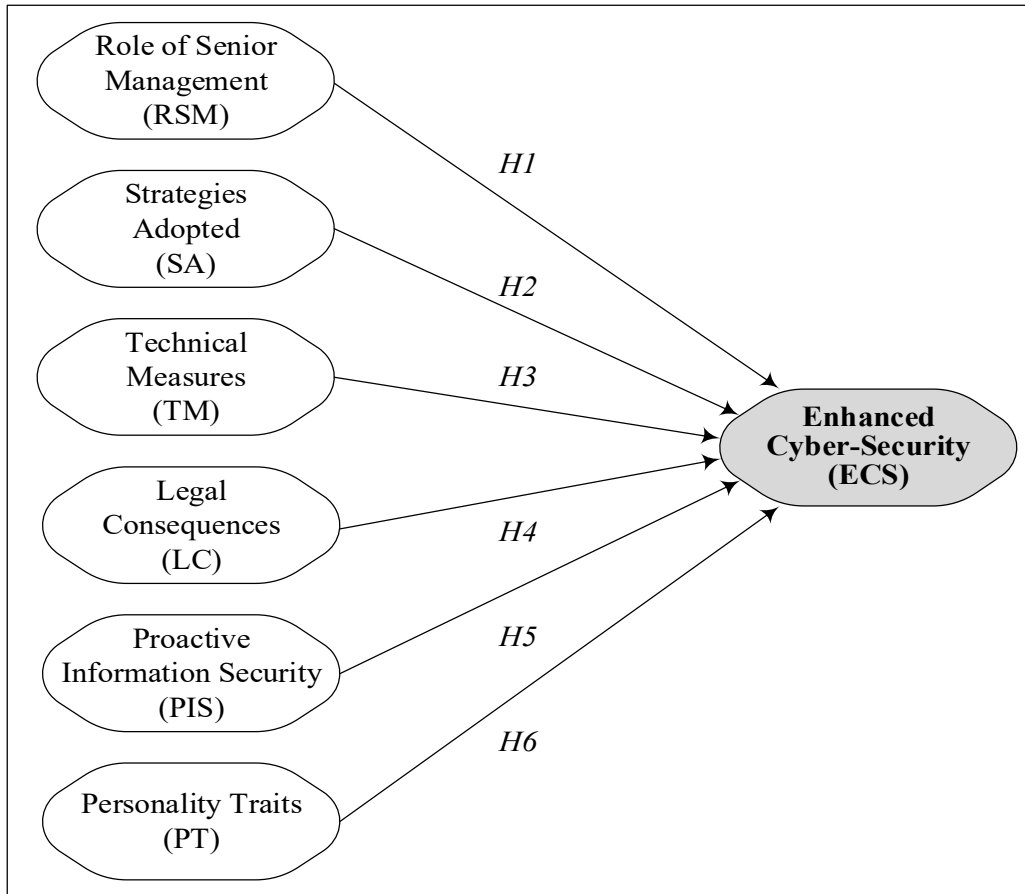 Role of Senior
Management
(RSM)
H1
Strategies
Adopted
(SA)
H2
Technical
Measures
(TM)
H3
Enhanced
Cyber-Security
(ECS)
Legal
Consequences
(LC)
H4
Proactive
Information Security
(PIS)
H5
Personality Traits
(PT)
H6